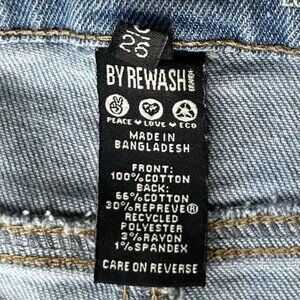 BY REWASH
PEACE • LOVE • ECO
MADE IN
BANGLADESH
FRONT:
100% COTTON
BACK:
66% COTTON
30% REPREVE®
RECYCLED
POLYESTER
3% RAYON
1% SPANDEX
CARE ON REVERSE